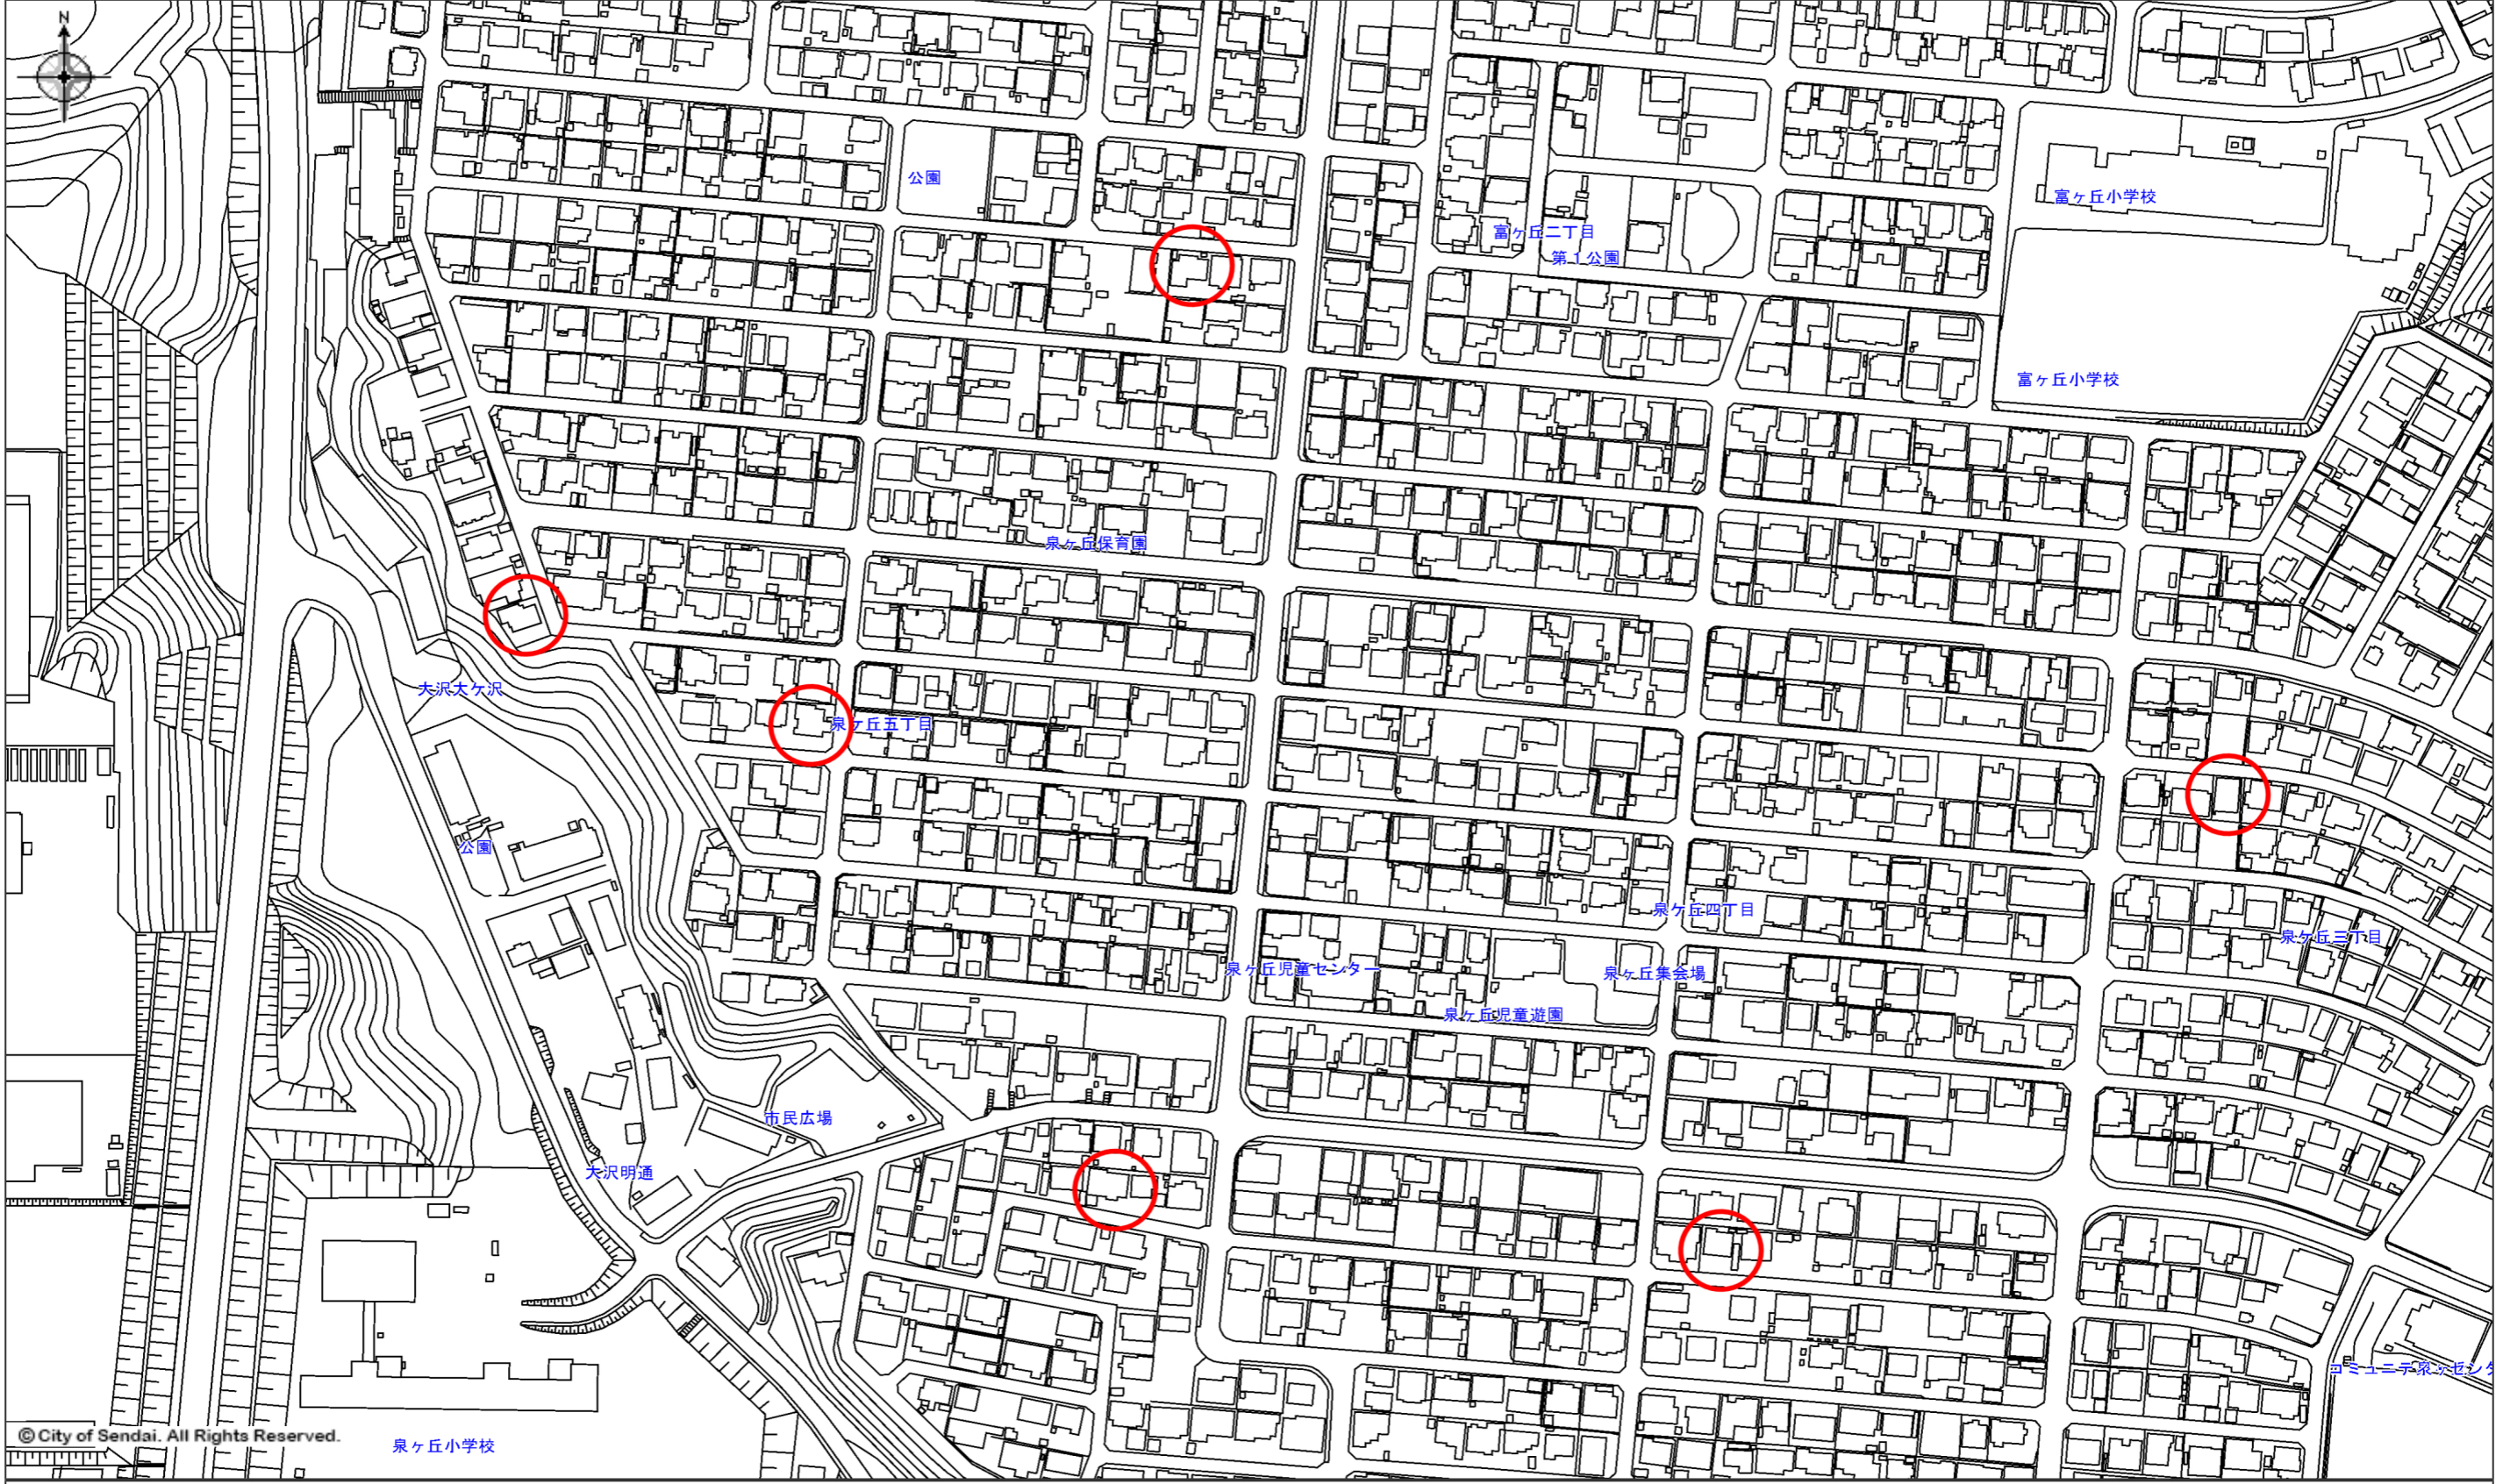 N
公園
富ヶ丘小学校
富ヶ丘二丁目
第1公園
富ヶ丘小学校
泉ヶ丘保育園
大沢大ケ沢
泉ケ丘五丁目
公園
泉ケ丘四丁目
泉ケ丘三丁目
泉ヶ丘児童センター
泉ヶ丘集会場
泉ヶ丘児童遊園
市民広場
大沢明通
© City of Sendai. All Rights Reserved.
泉ヶ丘小学校